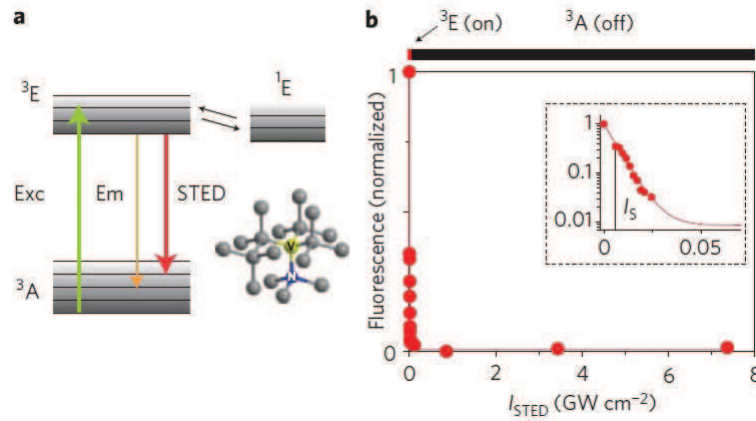 a
³E
¹E
Exc
Em
STED
³A
V
N
b
³E (on)
³A (off)
Fluorescence (normalized)
1
0
0
2
4
6
8
I_STED (GW cm⁻²)
1
0.1
0.01
I_S
0
0.05